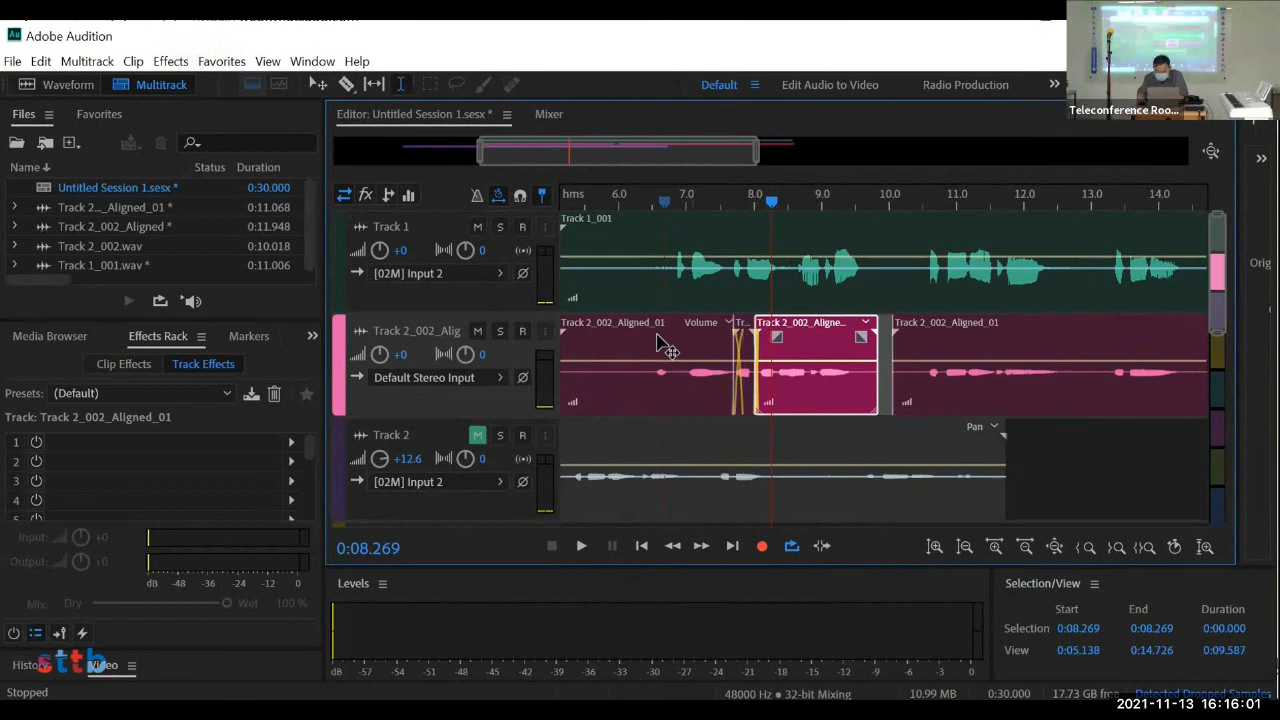 Au Adobe Audition
File Edit Multitrack Clip Effects Favorites View Window Help
Waveform Multitrack Default Edit Audio to Video Radio Production
Teleconference Roo...
Files Favorites
Name Status Duration
Untitled Session 1.sesx * 0:30.000
Track 2..._Aligned_01 * 0:11.068
Track 2_002_Aligned * 0:11.948
Track 2_002.wav 0:10.018
Track 1_001.wav * 0:11.006
Media Browser Effects Rack Markers
Clip Effects Track Effects
Presets: (Default)
Track: Track 2_002_Aligned_01
1
2
3
4
Input: +0
Output: +0
dB -48 -36 -24 -12 0
Mix: Dry Wet 100 %
sttb
Video
Stopped
Editor: Untitled Session 1.sesx * Mixer
fx hms 6.0 7.0 8.0 9.0 10.0 11.0 12.0 13.0 14.0
Track 1 M S R
+0 0
[02M] Input 2
Track 1_001
Track 2_002_Alig M S R
+0 0
Default Stereo Input
Track 2_002_Aligned_01 Volume Tr... Track 2_002_Aligne... Track 2_002_Aligned_01
Track 2 M S R
+12.6 0
[02M] Input 2
Pan
0:08.269
Levels
dB -57 -54 -51 -48 -45 -42 -39 -36 -33 -30 -27 -24 -21 -18 -15 -12 -9 -6 -3 0
Selection/View
Start End Duration
Selection 0:08.269 0:08.269 0:00.000
View 0:05.138 0:14.726 0:09.587
Orig
48000 Hz • 32-bit Mixing 10.99 MB 0:30.000 17.73 GB free Detected Dropped Samples
2021-11-13 16:16:01